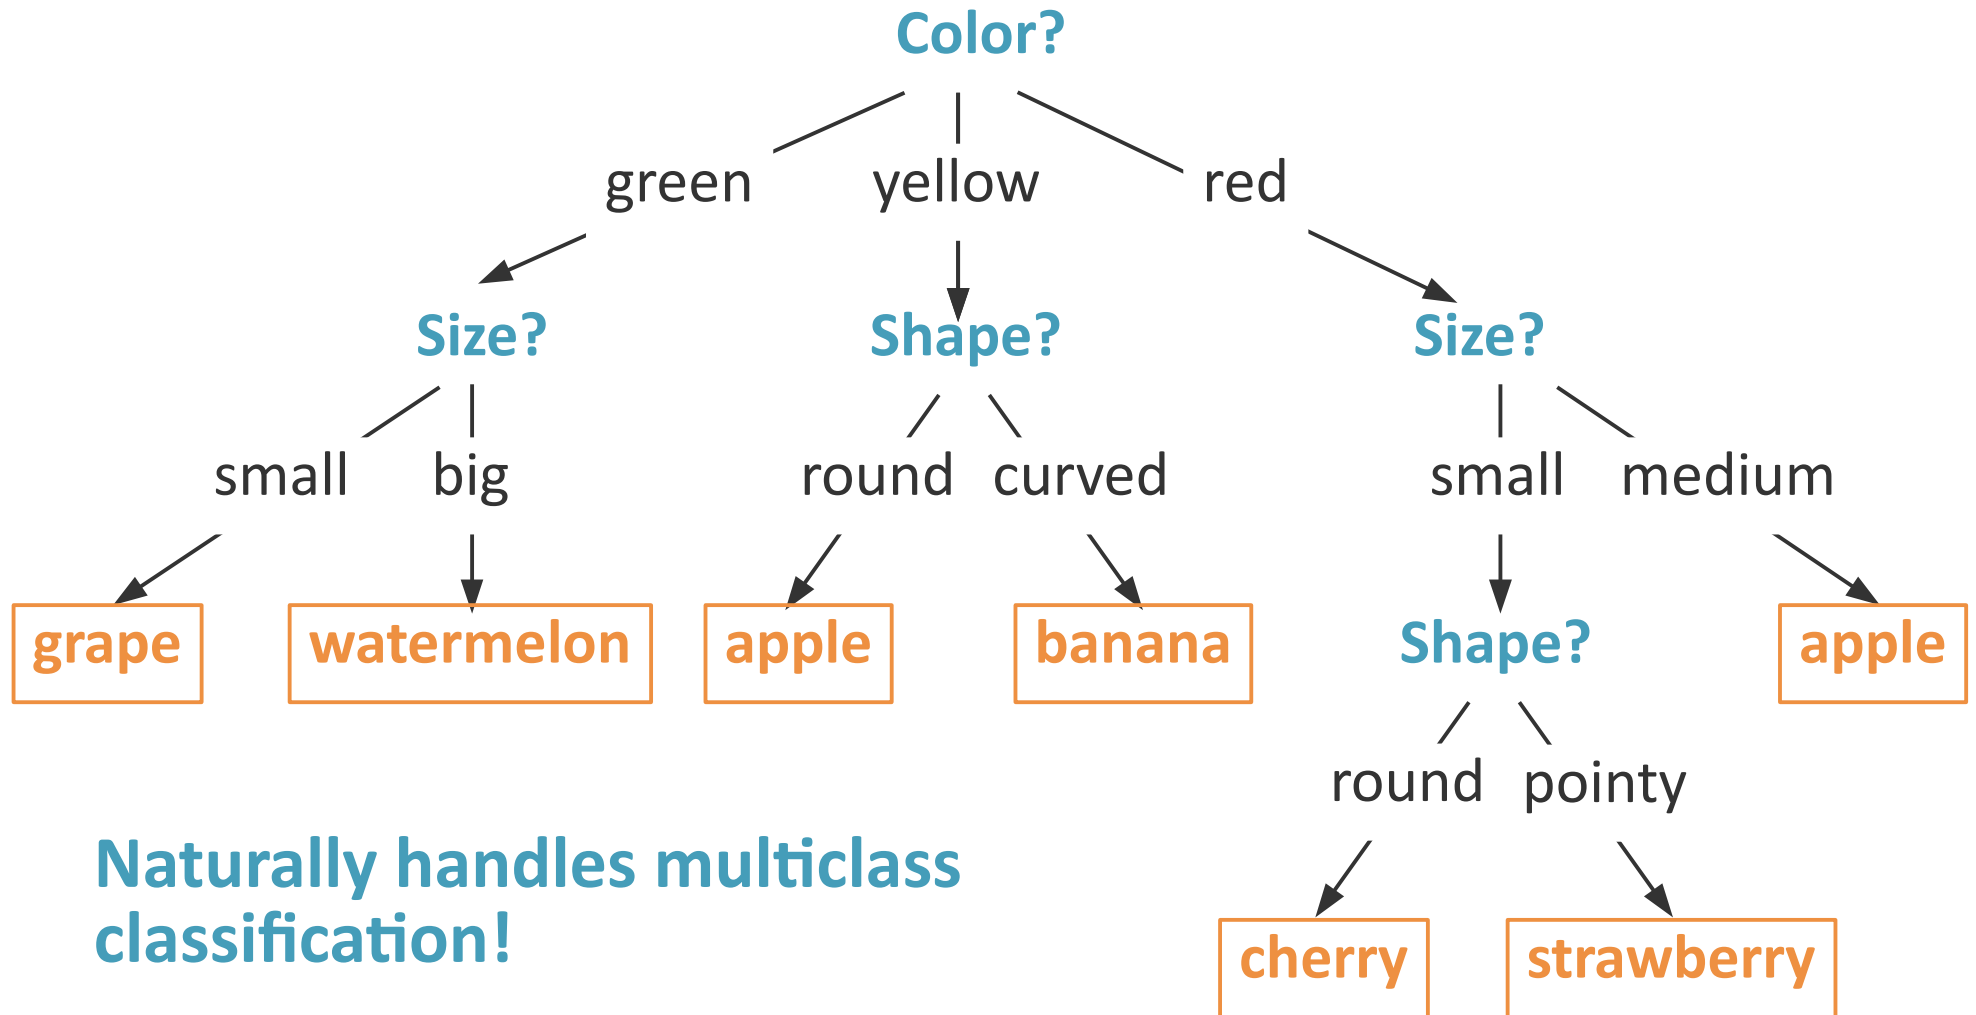 Color?
green yellow red
Size? Shape? Size?
small big round curved small medium
grape watermelon apple banana Shape? apple
round pointy
Naturally handles multiclass
classification!
cherry strawberry